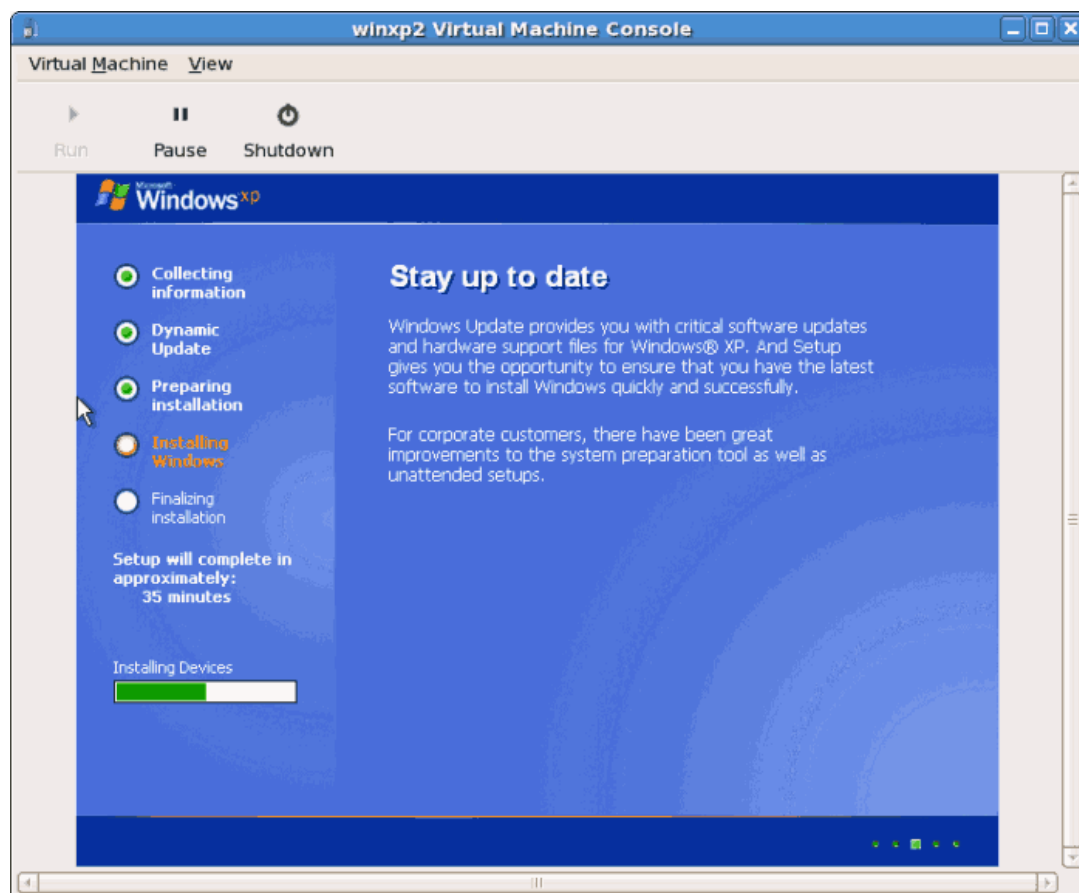 winxp2 Virtual Machine Console
Virtual Machine View
Run Pause Shutdown
Microsoft
Windows xp
Collecting
information
Dynamic
Update
Preparing
installation
Installing
Windows
Finalizing
installation
Setup will complete in
approximately:
35 minutes
Installing Devices
Stay up to date
Windows Update provides you with critical software updates
and hardware support files for Windows® XP. And Setup
gives you the opportunity to ensure that you have the latest
software to install Windows quickly and successfully.
For corporate customers, there have been great
improvements to the system preparation tool as well as
unattended setups.